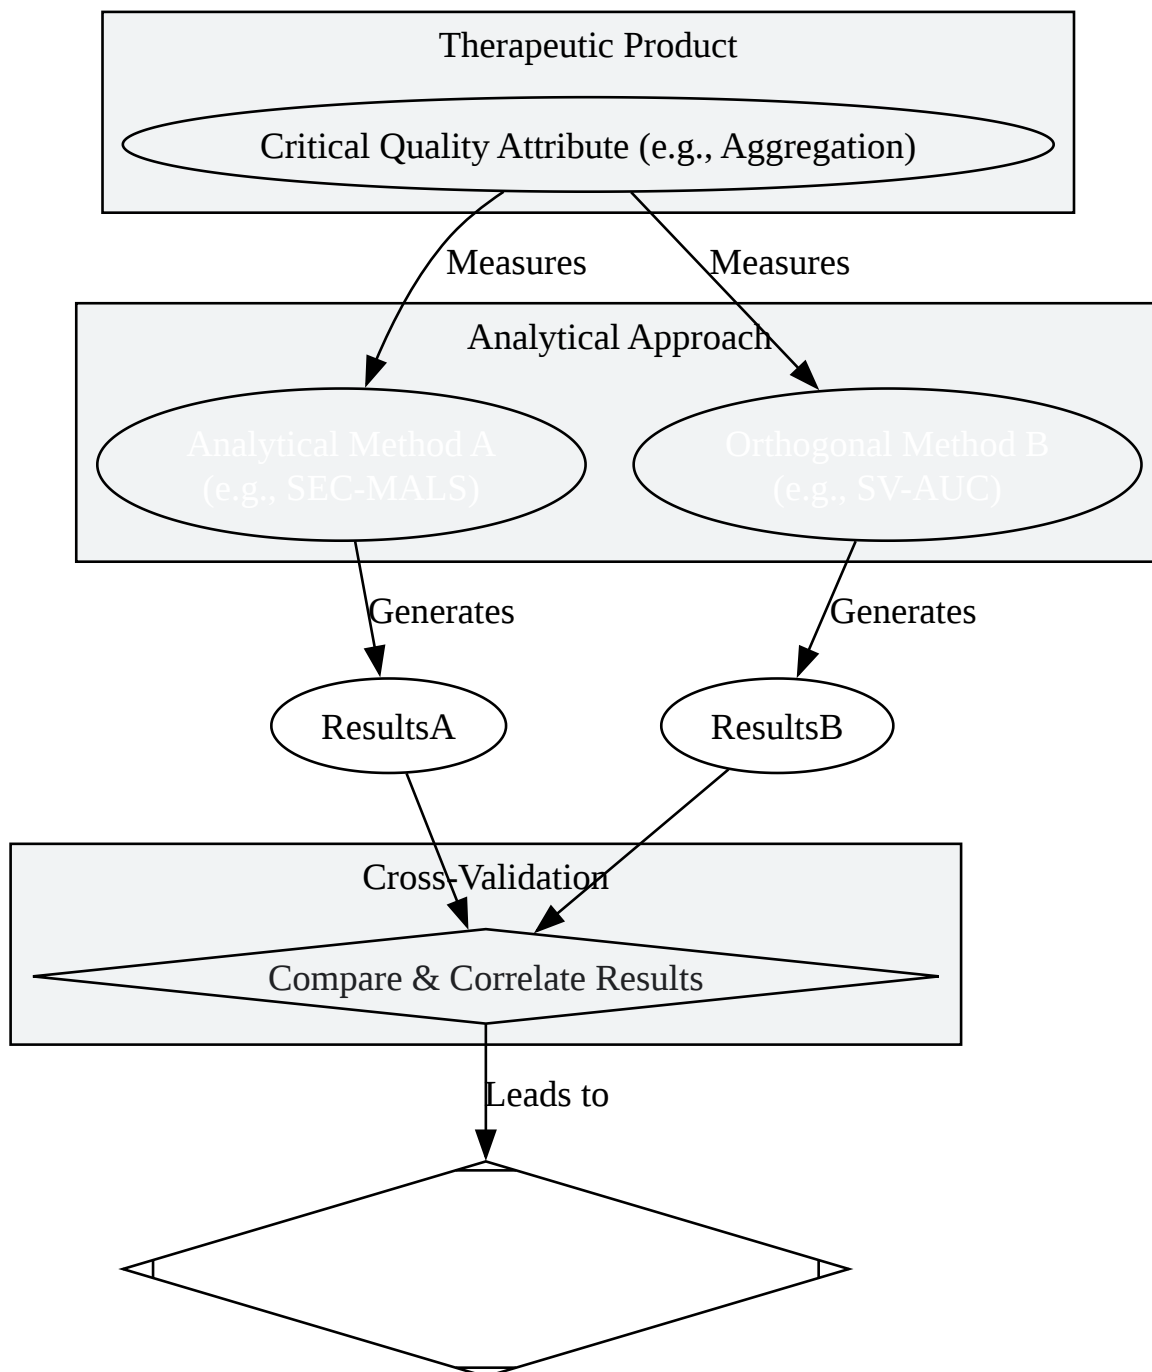 Therapeutic Product
Critical Quality Attribute (e.g., Aggregation)
Measures
Measures
Analytical Approach
Analytical Method A
(e.g., SEC-MALS)
Orthogonal Method B
(e.g., SV-AUC)
Generates
Generates
ResultsA
ResultsB
Cross-Validation
Compare & Correlate Results
Leads to